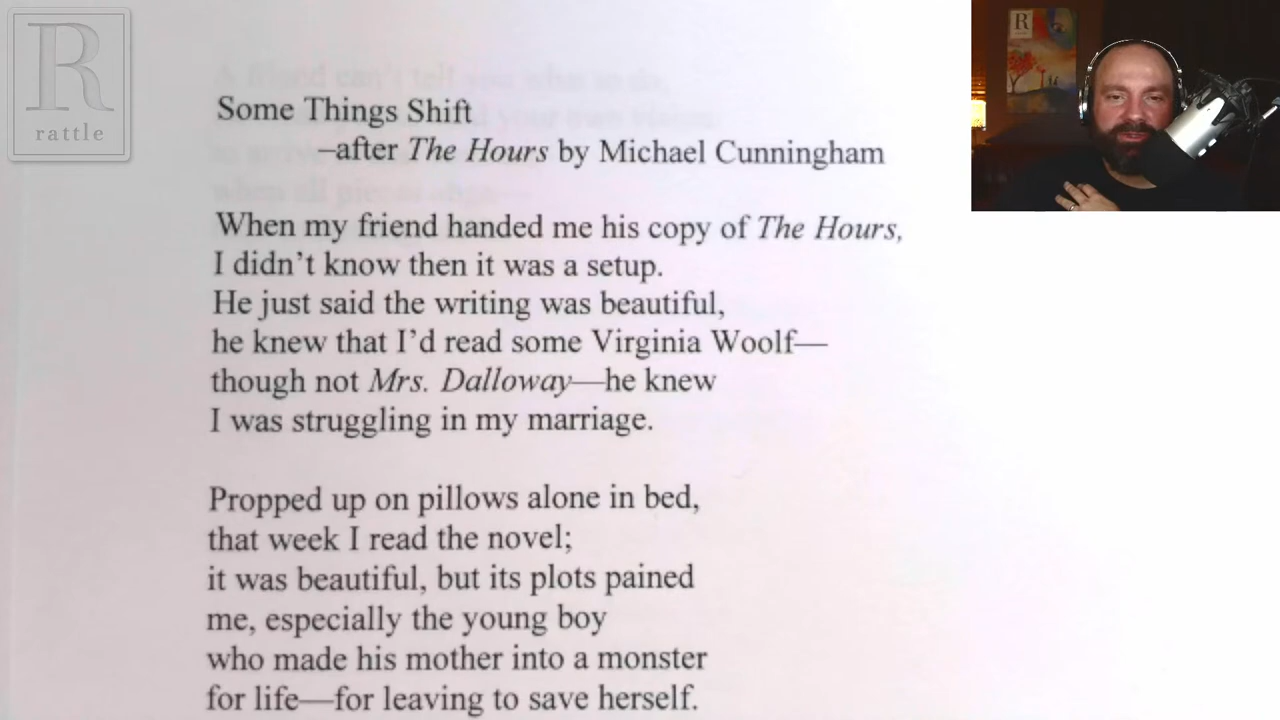 R
rattle
R
Some Things Shift
–after The Hours by Michael Cunningham
When my friend handed me his copy of The Hours,
I didn't know then it was a setup.
He just said the writing was beautiful,
he knew that I'd read some Virginia Woolf—
though not Mrs. Dalloway—he knew
I was struggling in my marriage.
Propped up on pillows alone in bed,
that week I read the novel;
it was beautiful, but its plots pained
me, especially the young boy
who made his mother into a monster
for life—for leaving to save herself.